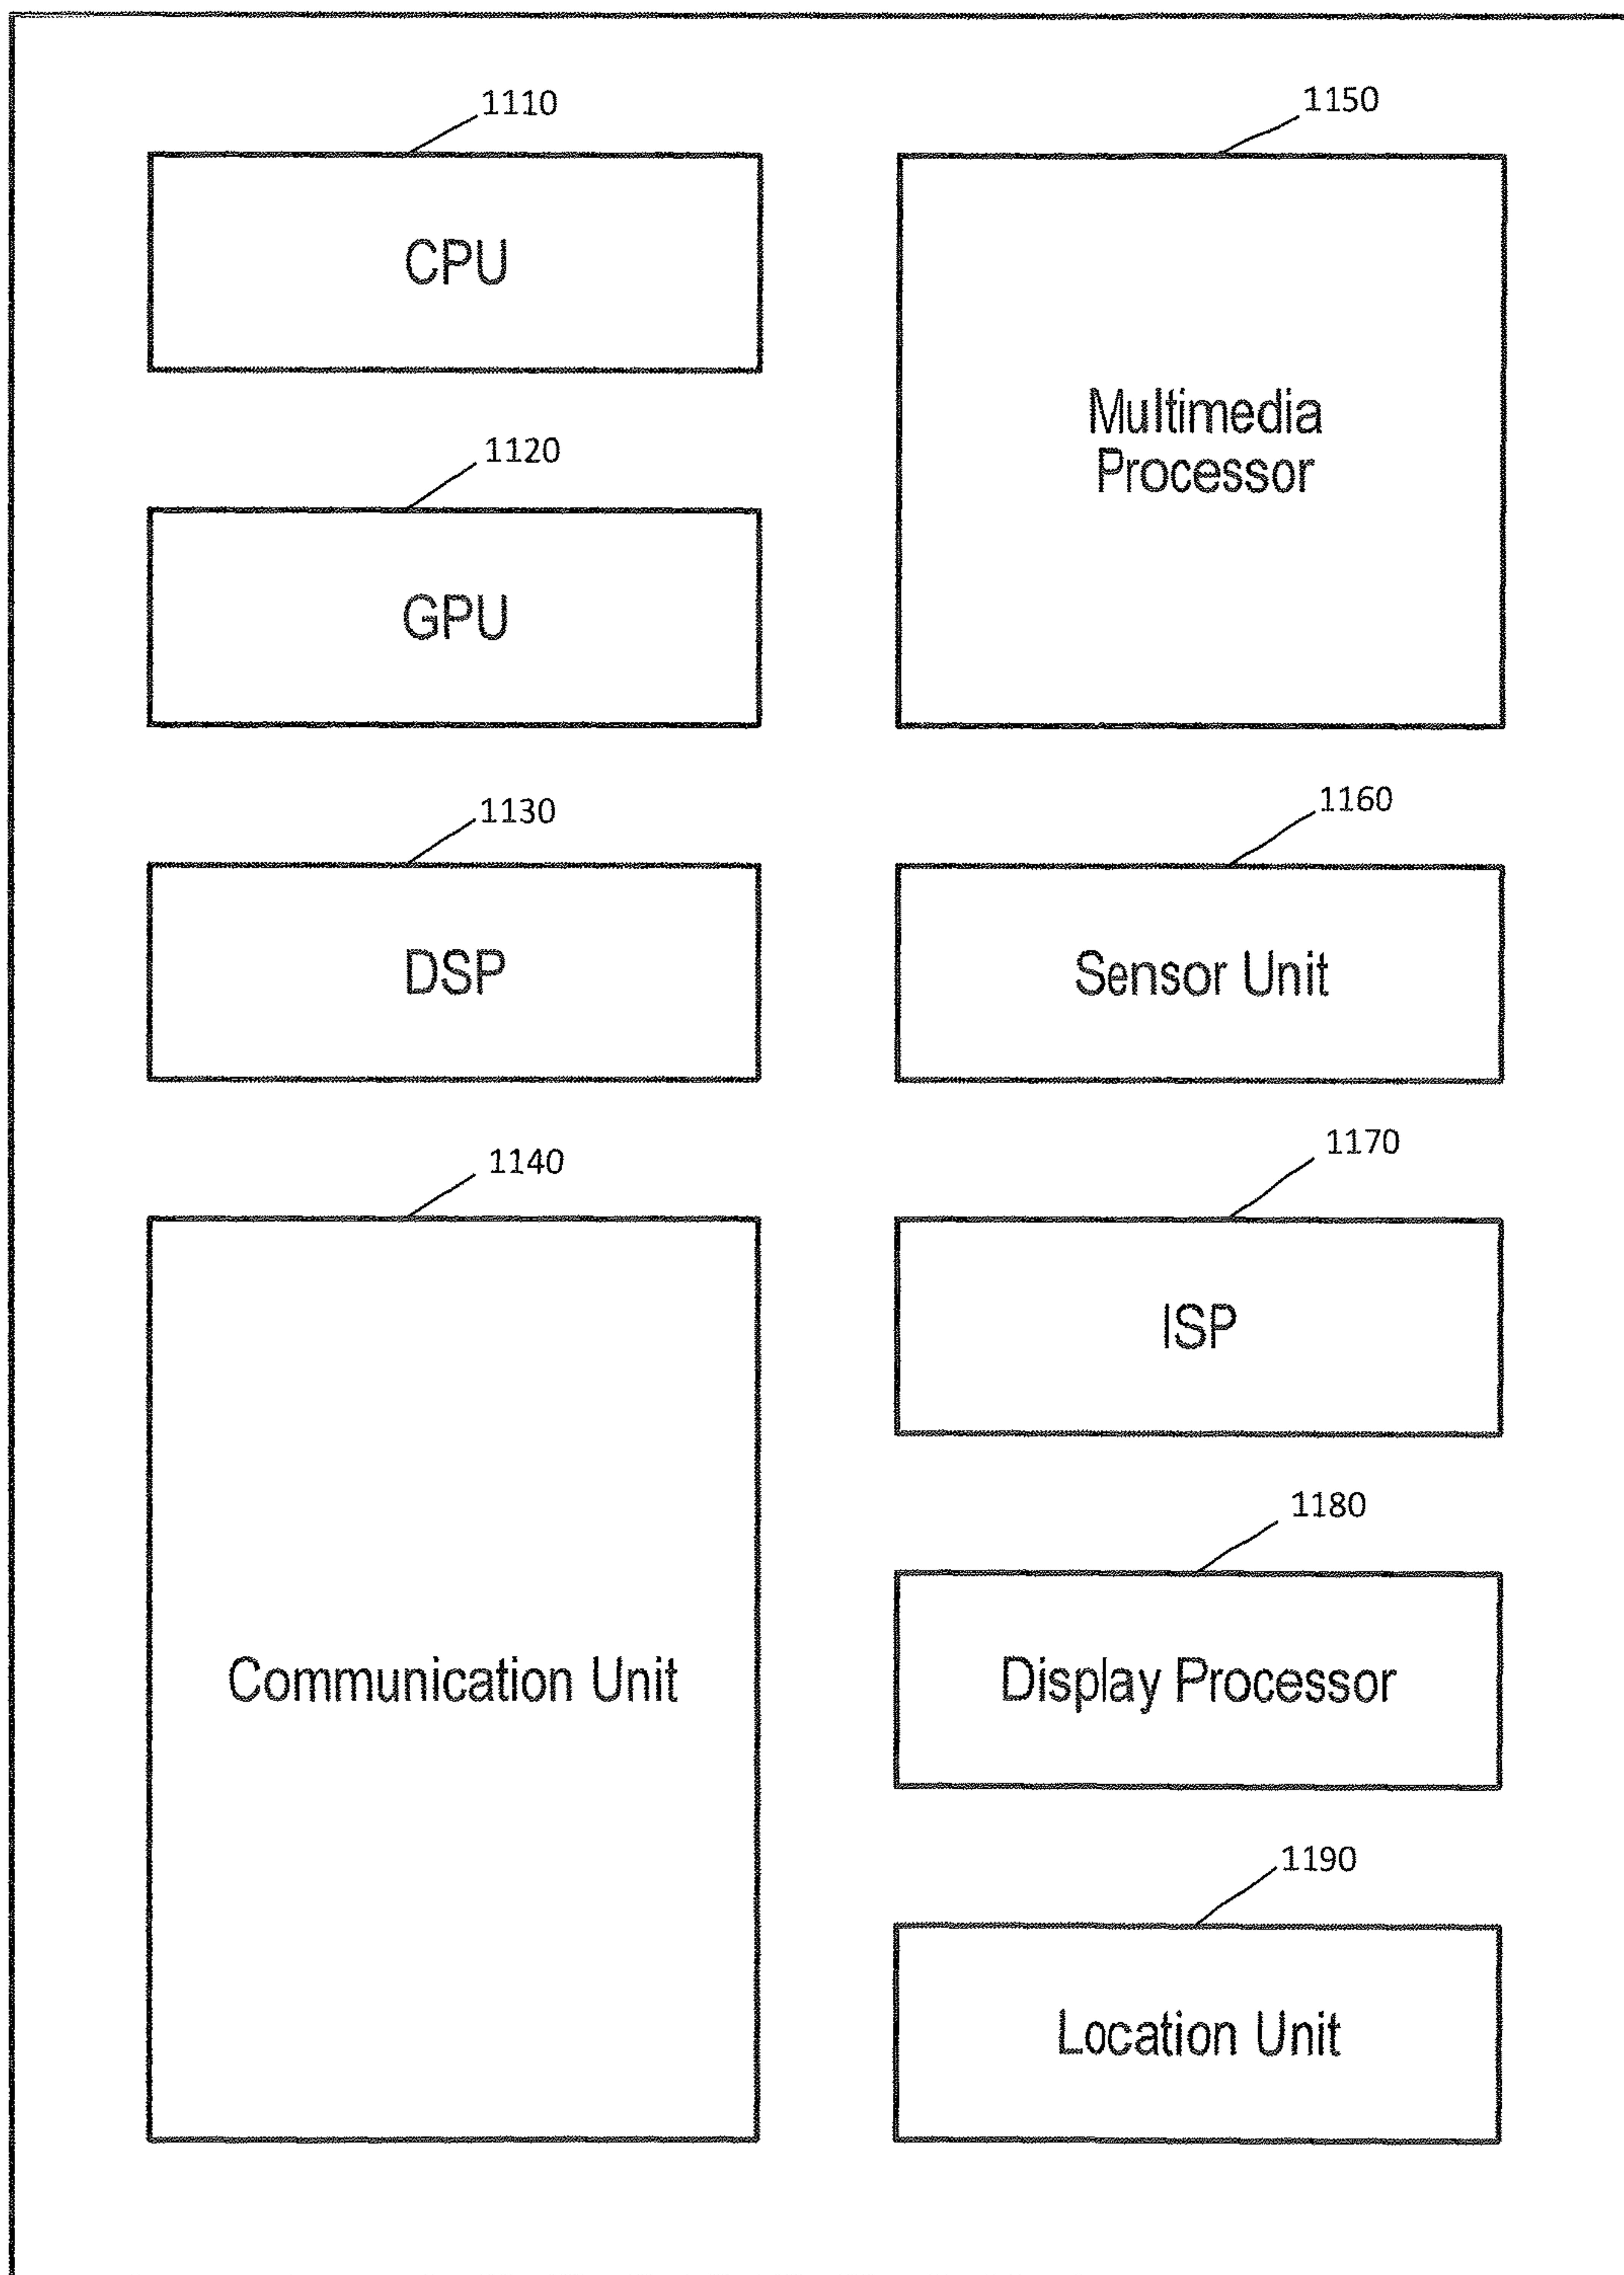 1110
CPU
1120
GPU
1130
DSP
1140
Communication Unit
1150
Multimedia
Processor
1160
Sensor Unit
1170
ISP
1180
Display Processor
1190
Location Unit